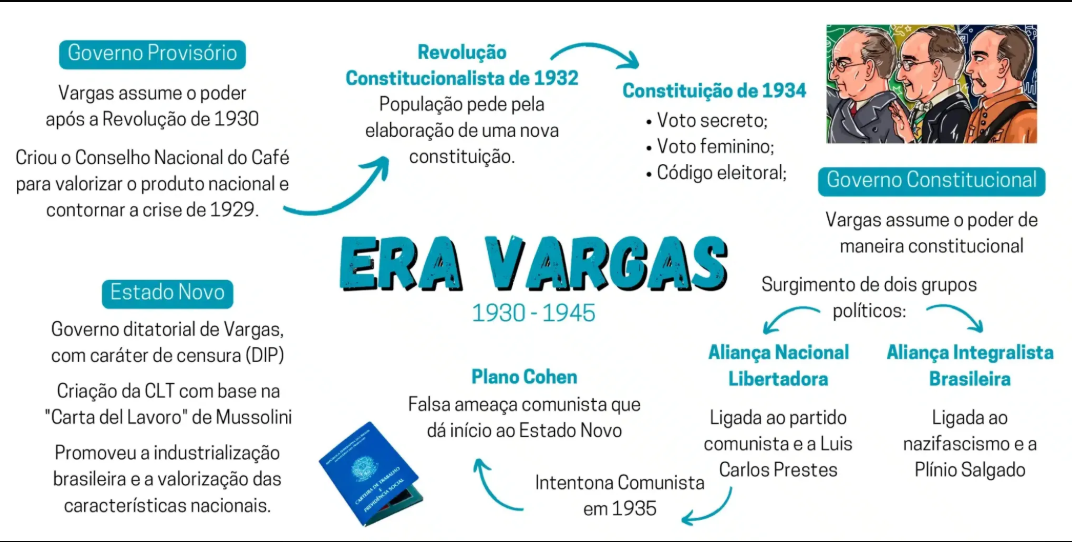 Governo Provisório
Vargas assume o poder
após a Revolução de 1930
Criou o Conselho Nacional do Café
para valorizar o produto nacional e
contornar a crise de 1929.
Revolução
Constitucionalista de 1932
População pede pela
elaboração de uma nova
constituição.
Constituição de 1934
• Voto secreto;
• Voto feminino;
• Código eleitoral;
Governo Constitucional
Vargas assume o poder de
maneira constitucional
Surgimento de dois grupos
políticos:
Aliança Nacional
Libertadora
Ligada ao partido
comunista e a Luis
Carlos Prestes
Aliança Integralista
Brasileira
Ligada ao
nazifascismo e a
Plínio Salgado
ERA VARGAS
1930 - 1945
Intentona Comunista
em 1935
Plano Cohen
Falsa ameaça comunista que
dá início ao Estado Novo
CARTEIRA DE TRABALHO
E
PREVIDÊNCIA SOCIAL
Estado Novo
Governo ditatorial de Vargas,
com caráter de censura (DIP)
Criação da CLT com base na
"Carta del Lavoro" de Mussolini
Promoveu a industrialização
brasileira e a valorização das
características nacionais.